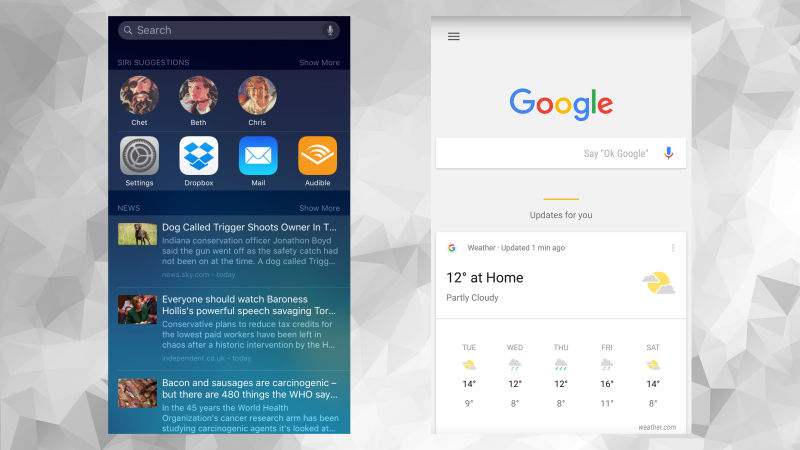 Search
SIRI SUGGESTIONS Show More
Chet Beth Chris
Settings Dropbox Mail Audible
NEWS Show More
Dog Called Trigger Shoots Owner In T...
Indiana conservation officer Jonathon Boyd
said the gun went off as the safety catch had
not been on at the time. A dog called Trigg...
news.sky.com - today
Everyone should watch Baroness
Hollis's powerful speech savaging Tor...
Conservative plans to reduce tax credits for
the lowest paid workers have been left in
chaos after a historic intervention by the H...
independent.co.uk - today
Bacon and sausages are carcinogenic –
but there are 480 things the WHO say...
In the 45 years the World Health
Organization's cancer research arm has been
studying carcinogenic agents it's looked at...
Google
Say "Ok Google"
Updates for you
Weather · Updated 1 min ago
12° at Home
Partly Cloudy
TUE WED THU FRI SAT
14° 12° 12° 16° 14°
9° 8° 8° 11° 8°
weather.com